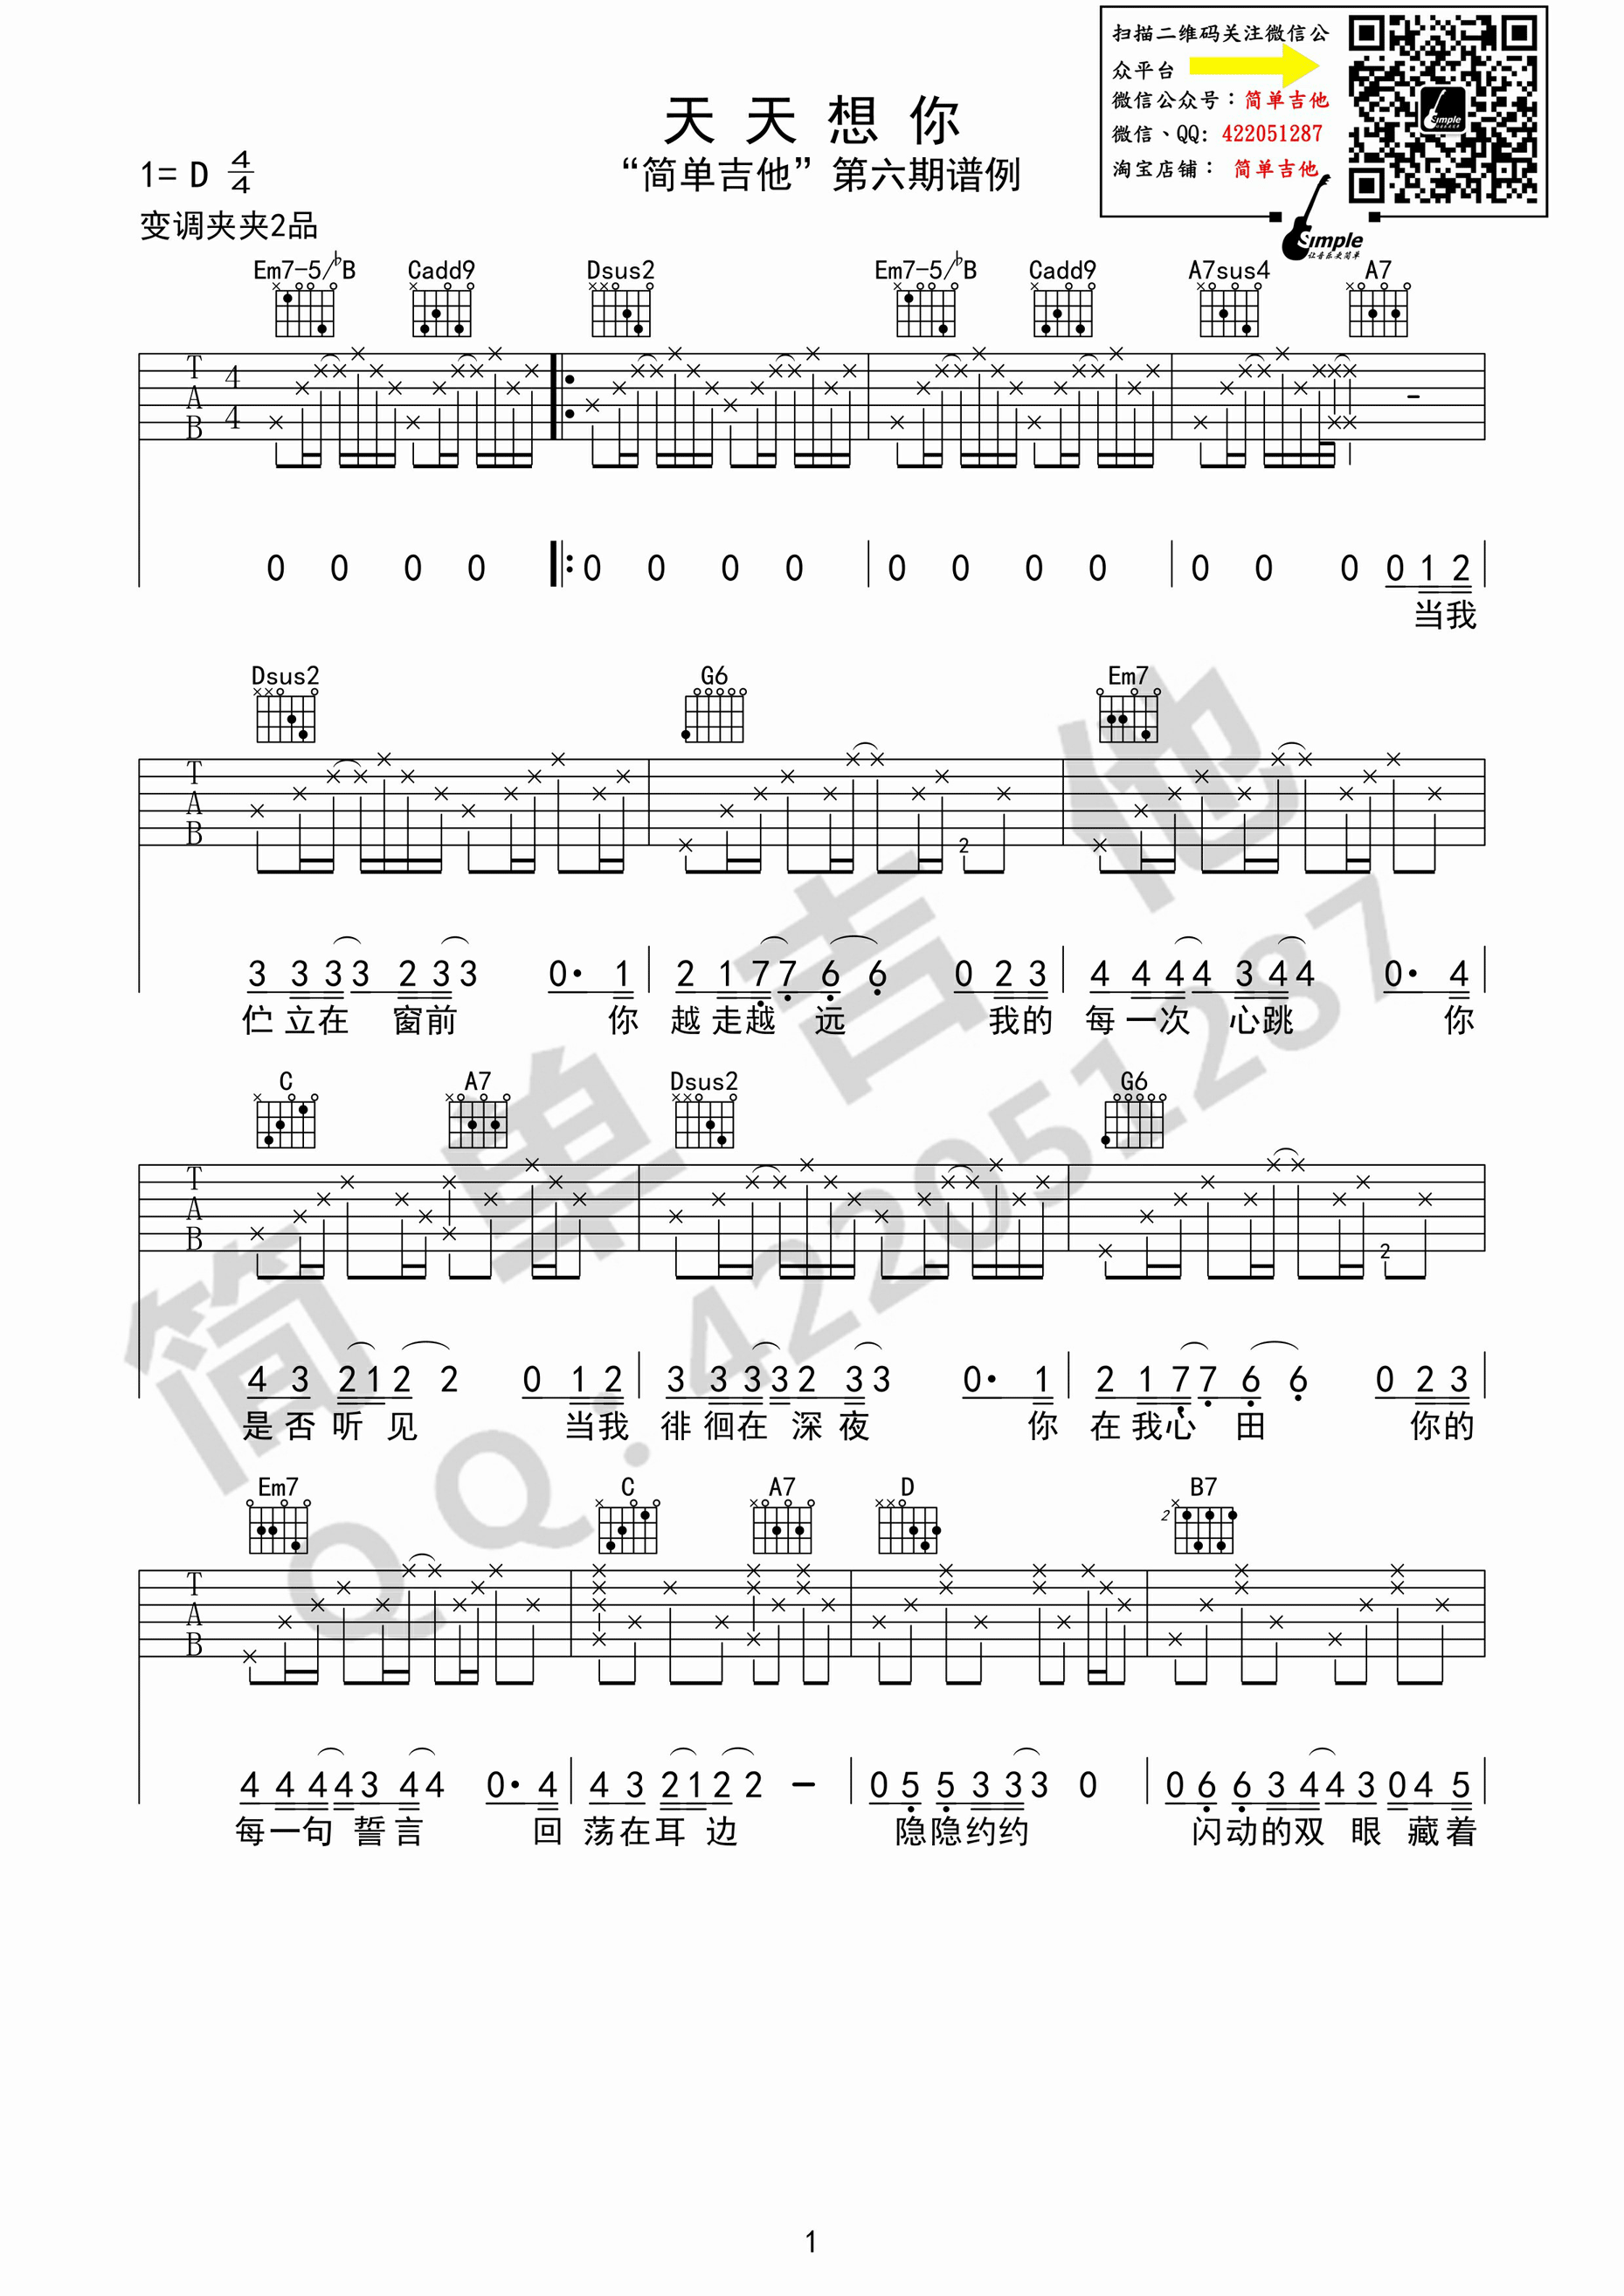 扫描二维码关注微信公
众平台
微信公众号：简单吉他
微信、QQ: 422051287
淘宝店铺： 简单吉他
Simple
让音乐更简单
天天想你
“简单吉他”第六期谱例
1= D 4/4
变调夹夹2品
Em7-5/♭B Cadd9 Dsus2 Em7-5/♭B Cadd9 A7sus4 A7
T A B 4/4
0 0 0 0 |: 0 0 0 0 | 0 0 0 0 | 0 0 0 0 1 2 |
当我
Dsus2 G6 Em7
T A B 2
3 3 3 3 2 3 3 0· 1 | 2 1 7 7 6 6 0 2 3 | 4 4 4 4 3 4 4 0· 4 |
伫立在 窗前 你 越走越 远 我的 每一次 心跳 你
C A7 Dsus2 G6
T A B 2
4 3 2 1 2 2 0 1 2 | 3 3 3 3 2 3 3 0· 1 | 2 1 7 7 6 6 0 2 3 |
是否听见 当我 徘徊在深夜 你 在我心 田 你的
Em7 C A7 D B7
2
T A B
4 4 4 4 3 4 4 0· 4 | 4 3 2 1 2 2 – | 0 5 5 3 3 3 0 | 0 6 6 3 4 4 3 0 4 5 |
每一句 誓言 回 荡在耳边 隐隐约约 闪动的双 眼 藏着
简单吉他
QQ：422051287
1